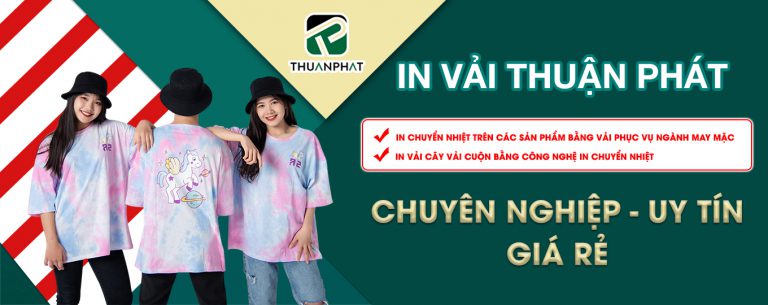 THUANPHAT
IN VẢI THUẬN PHÁT
IN CHUYỂN NHIỆT TRÊN CÁC SẢN PHẨM BẰNG VẢI PHỤC VỤ NGÀNH MAY MẶC
IN VẢI CÂY VẢI CUỘN BẰNG CÔNG NGHỆ IN CHUYỂN NHIỆT
CHUYÊN NGHIỆP - UY TÍN
GIÁ RẺ